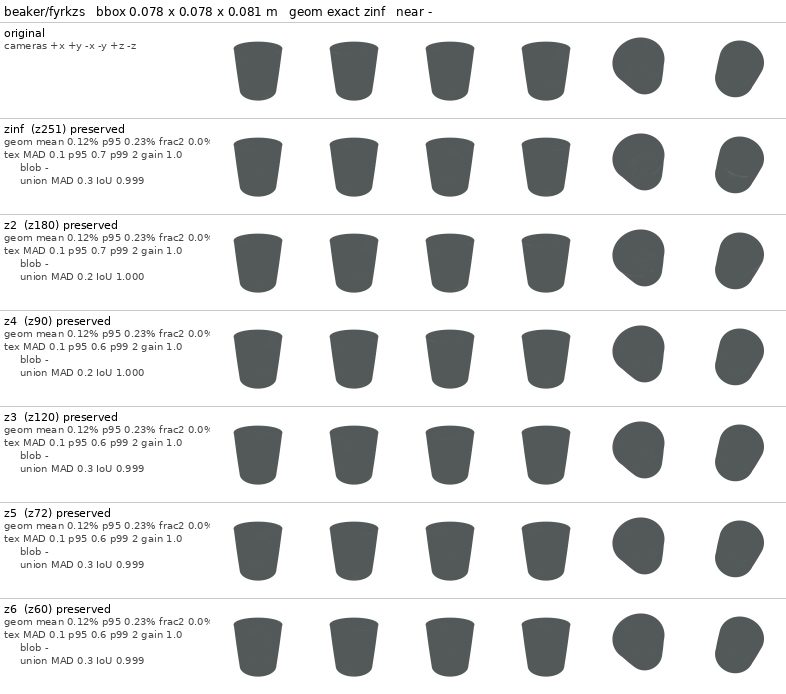 beaker/fyrkzs bbox 0.078 x 0.078 x 0.081 m geom exact zinf near -
original
cameras +x +y -x -y +z -z
zinf (z251) preserved
geom mean 0.12% p95 0.23% frac2 0.0%
tex MAD 0.1 p95 0.7 p99 2 gain 1.0
blob -
union MAD 0.3 IoU 0.999
z2 (z180) preserved
geom mean 0.12% p95 0.23% frac2 0.0%
tex MAD 0.1 p95 0.7 p99 2 gain 1.0
blob -
union MAD 0.2 IoU 1.000
z4 (z90) preserved
geom mean 0.12% p95 0.23% frac2 0.0%
tex MAD 0.1 p95 0.6 p99 2 gain 1.0
blob -
union MAD 0.2 IoU 1.000
z3 (z120) preserved
geom mean 0.12% p95 0.23% frac2 0.0%
tex MAD 0.1 p95 0.6 p99 2 gain 1.0
blob -
union MAD 0.3 IoU 0.999
z5 (z72) preserved
geom mean 0.12% p95 0.23% frac2 0.0%
tex MAD 0.1 p95 0.6 p99 2 gain 1.0
blob -
union MAD 0.3 IoU 0.999
z6 (z60) preserved
geom mean 0.12% p95 0.23% frac2 0.0%
tex MAD 0.1 p95 0.6 p99 2 gain 1.0
blob -
union MAD 0.3 IoU 0.999